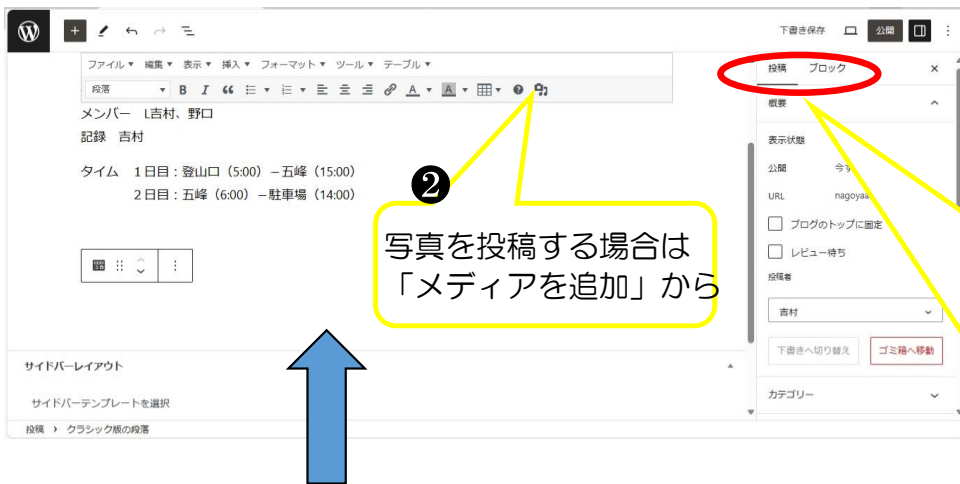 下書き保存
公開
ファイル 編集 表示 挿入 フォーマット ツール テーブル
段落 B I A A
メンバー L吉村、野口
記録 吉村
タイム 1日目：登山口（5:00）－五峰（15:00）
2日目：五峰（6:00）－駐車場（14:00）
❷
写真を投稿する場合は
「メディアを追加」から
サイドバーレイアウト
サイドバーテンプレートを選択
投稿 › クラシック版の段落
投稿 ブロック ×
概要
表示状態
公開 今す
URL nagoyaa
ブログのトップに固定
レビュー待ち
投稿者
吉村
下書きへ切り替え ゴミ箱へ移動
カテゴリー